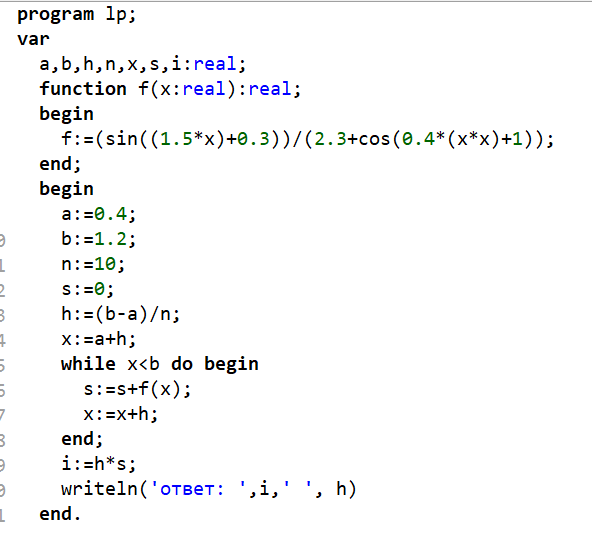 program lp;
var
a,b,h,n,x,s,i:real;
function f(x:real):real;
begin
f:=(sin((1.5*x)+0.3))/(2.3+cos(0.4*(x*x)+1));
end;
begin
a:=0.4;
b:=1.2;
n:=10;
s:=0;
h:=(b-a)/n;
x:=a+h;
while x<b do begin
s:=s+f(x);
x:=x+h;
end;
i:=h*s;
writeln('ответ: ',i,' ', h)
end.